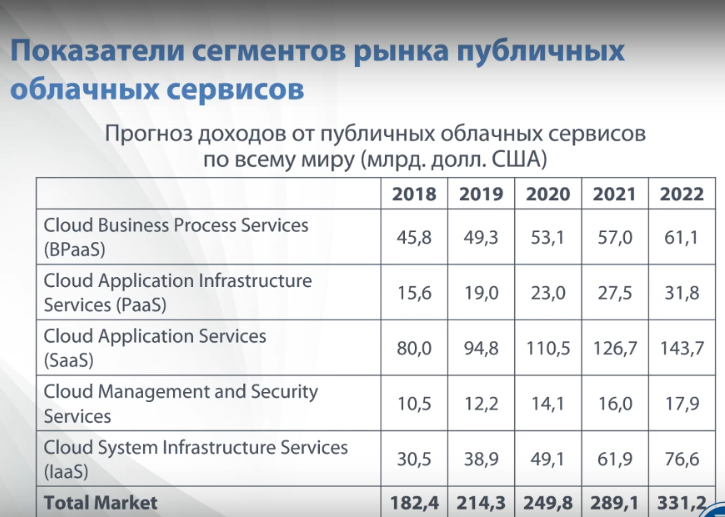 Показатели сегментов рынка публичных
облачных сервисов
Прогноз доходов от публичных облачных сервисов
по всему миру (млрд. долл. США)
2018 2019 2020 2021 2022
Cloud Business Process Services
(BPaaS) 45,8 49,3 53,1 57,0 61,1
Cloud Application Infrastructure
Services (PaaS) 15,6 19,0 23,0 27,5 31,8
Cloud Application Services
(SaaS) 80,0 94,8 110,5 126,7 143,7
Cloud Management and Security
Services 10,5 12,2 14,1 16,0 17,9
Cloud System Infrastructure Services
(IaaS) 30,5 38,9 49,1 61,9 76,6
Total Market 182,4 214,3 249,8 289,1 331,2